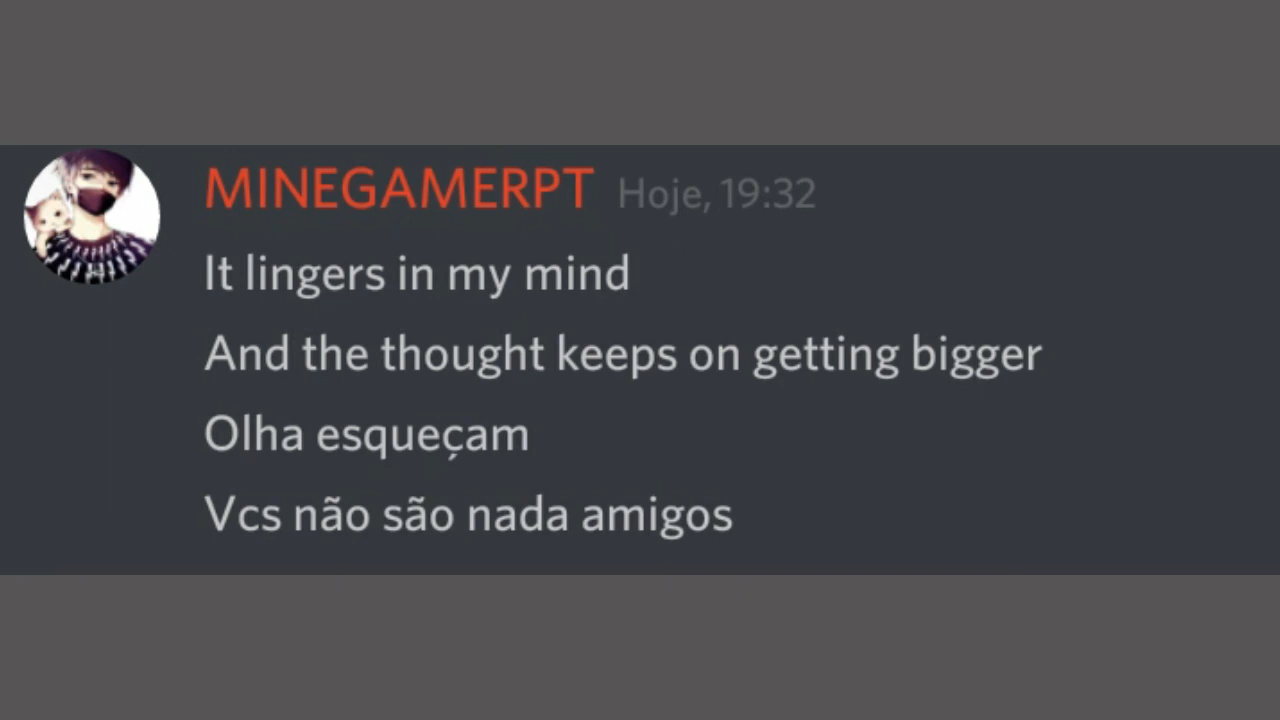 MINEGAMERPT Hoje, 19:32
It lingers in my mind
And the thought keeps on getting bigger
Olha esqueçam
Vcs não são nada amigos